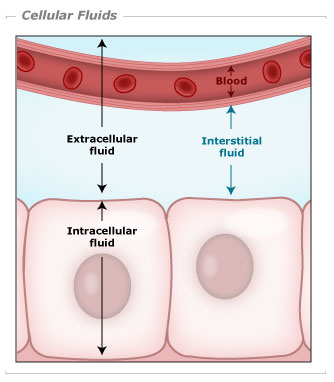 Cellular Fluids
Blood
Extracellular
fluid
Interstitial
fluid
Intracellular
fluid